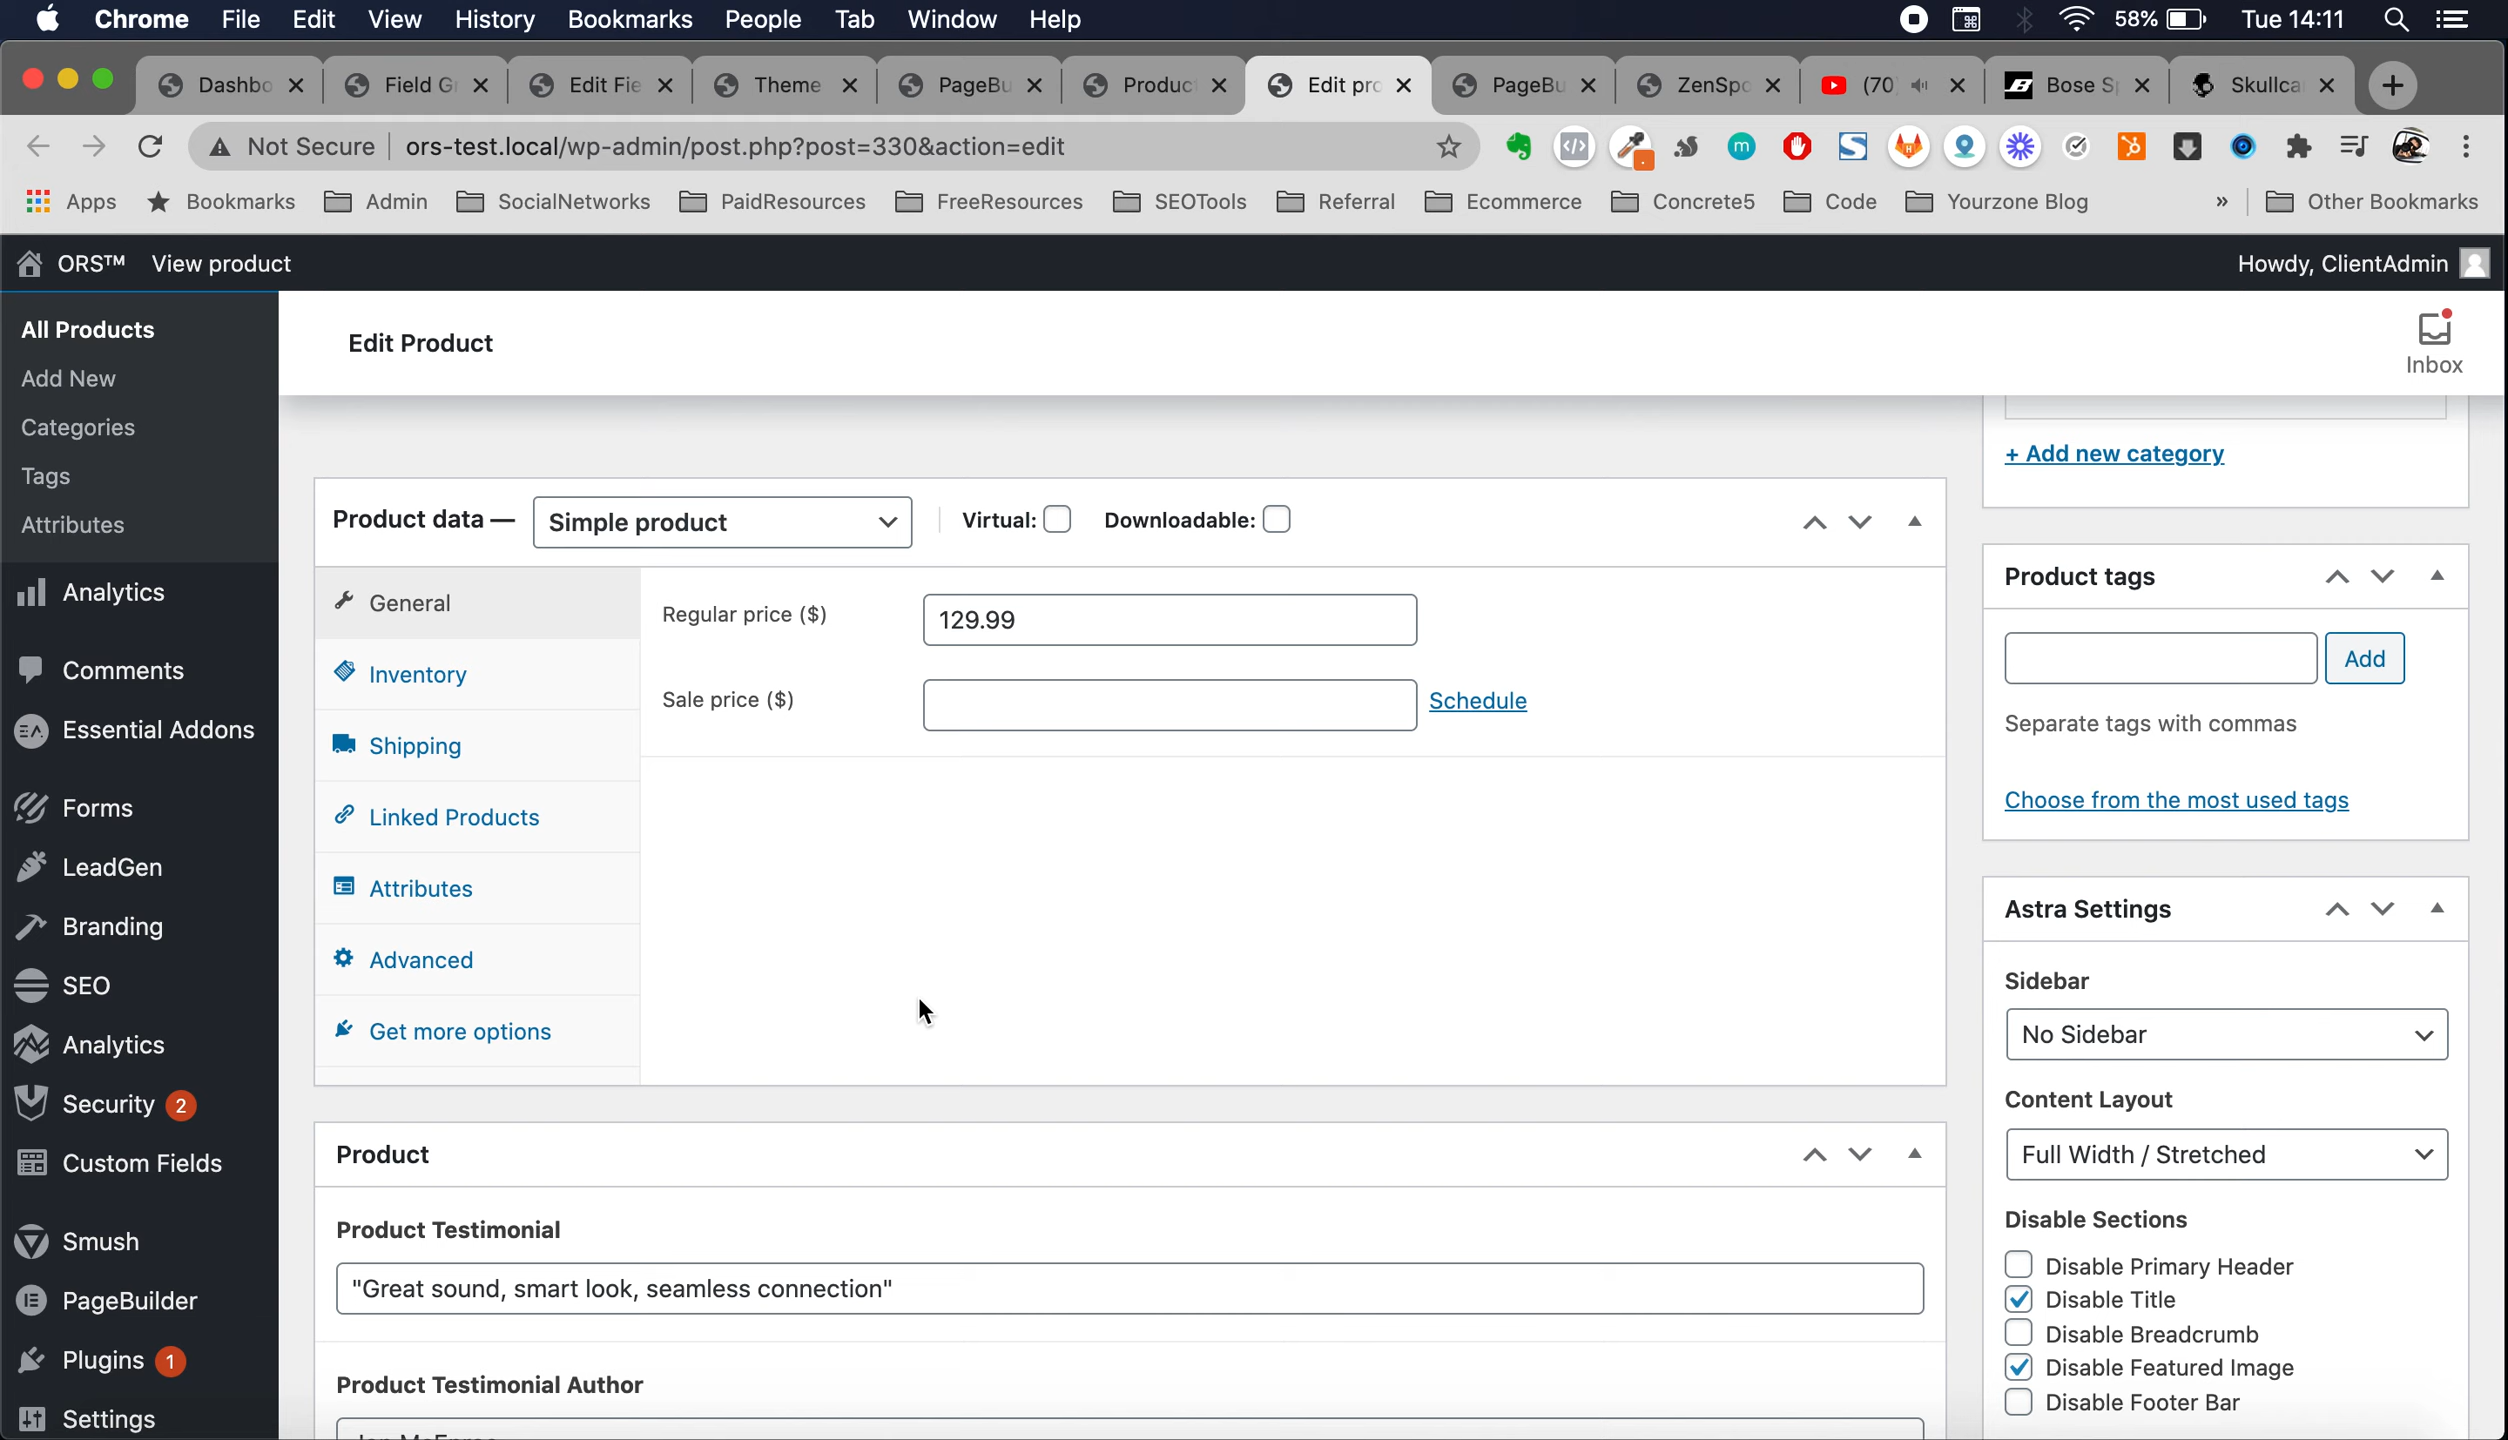 Chrome File Edit View History Bookmarks People Tab Window Help 58% Tue 14:11
Dashbo Field G Edit Fie Theme PageBu Produc Edit pro PageBu ZenSpo (70 Bose S Skullca
Not Secure ors-test.local/wp-admin/post.php?post=330&action=edit
Apps Bookmarks Admin SocialNetworks PaidResources FreeResources SEOTools Referral Ecommerce Concrete5 Code Yourzone Blog » Other Bookmarks
ORS™ View product Howdy, ClientAdmin
All Products
Add New
Categories
Tags
Attributes
Analytics
Comments
Essential Addons
Forms
LeadGen
Branding
SEO
Analytics
Security 2
Custom Fields
Smush
PageBuilder
Plugins 1
Settings
Edit Product
Inbox
Product data — Simple product Virtual: Downloadable:
General
Inventory
Shipping
Linked Products
Attributes
Advanced
Get more options
Regular price ($) 129.99
Sale price ($) Schedule
Product
Product Testimonial
"Great sound, smart look, seamless connection"
Product Testimonial Author
+ Add new category
Product tags
Add
Separate tags with commas
Choose from the most used tags
Astra Settings
Sidebar
No Sidebar
Content Layout
Full Width / Stretched
Disable Sections
Disable Primary Header
Disable Title
Disable Breadcrumb
Disable Featured Image
Disable Footer Bar